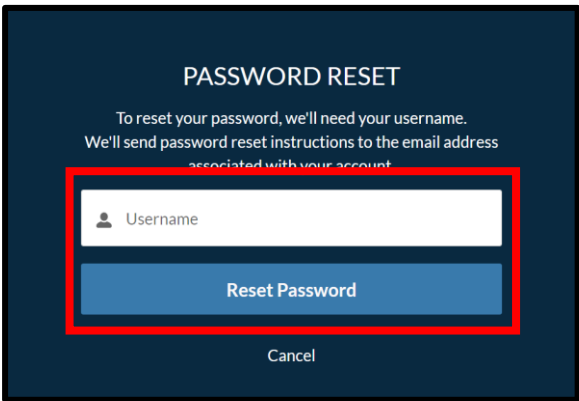 PASSWORD RESET
To reset your password, we'll need your username.
We'll send password reset instructions to the email address
associated with your account
Username
Reset Password
Cancel